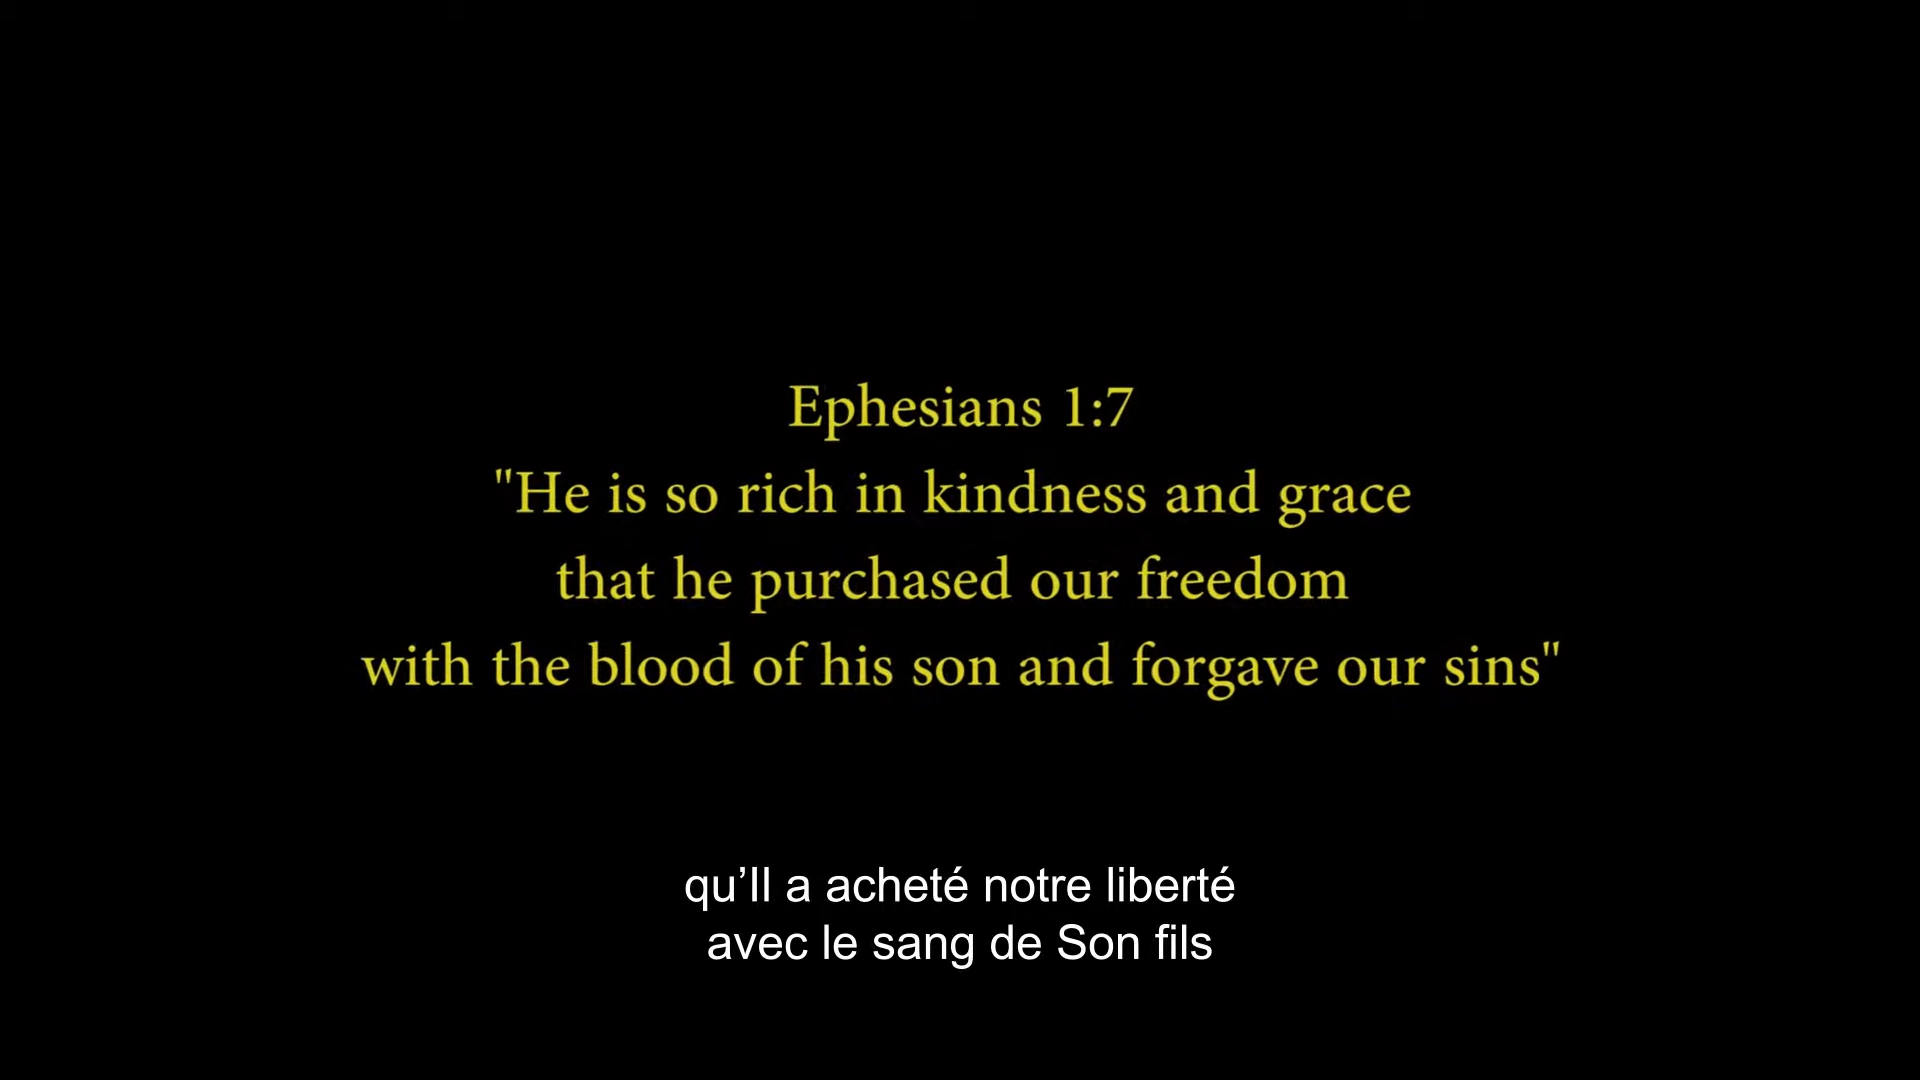 Ephesians 1:7
"He is so rich in kindness and grace
that he purchased our freedom
with the blood of his son and forgave our sins"
qu’Il a acheté notre liberté
avec le sang de Son fils